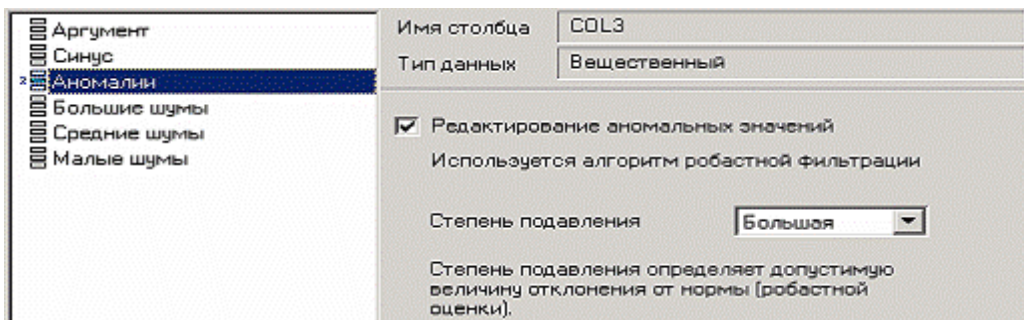 Аргумент
Синус
Аномалии
Большие шумы
Средние шумы
Малые шумы
Имя столбца COL3
Тип данных Вещественный
Редактирование аномальных значений
Используется алгоритм робастной фильтрации
Степень подавления Большая
Степень подавления определяет допустимую
величину отклонения от нормы (робастной
оценки).